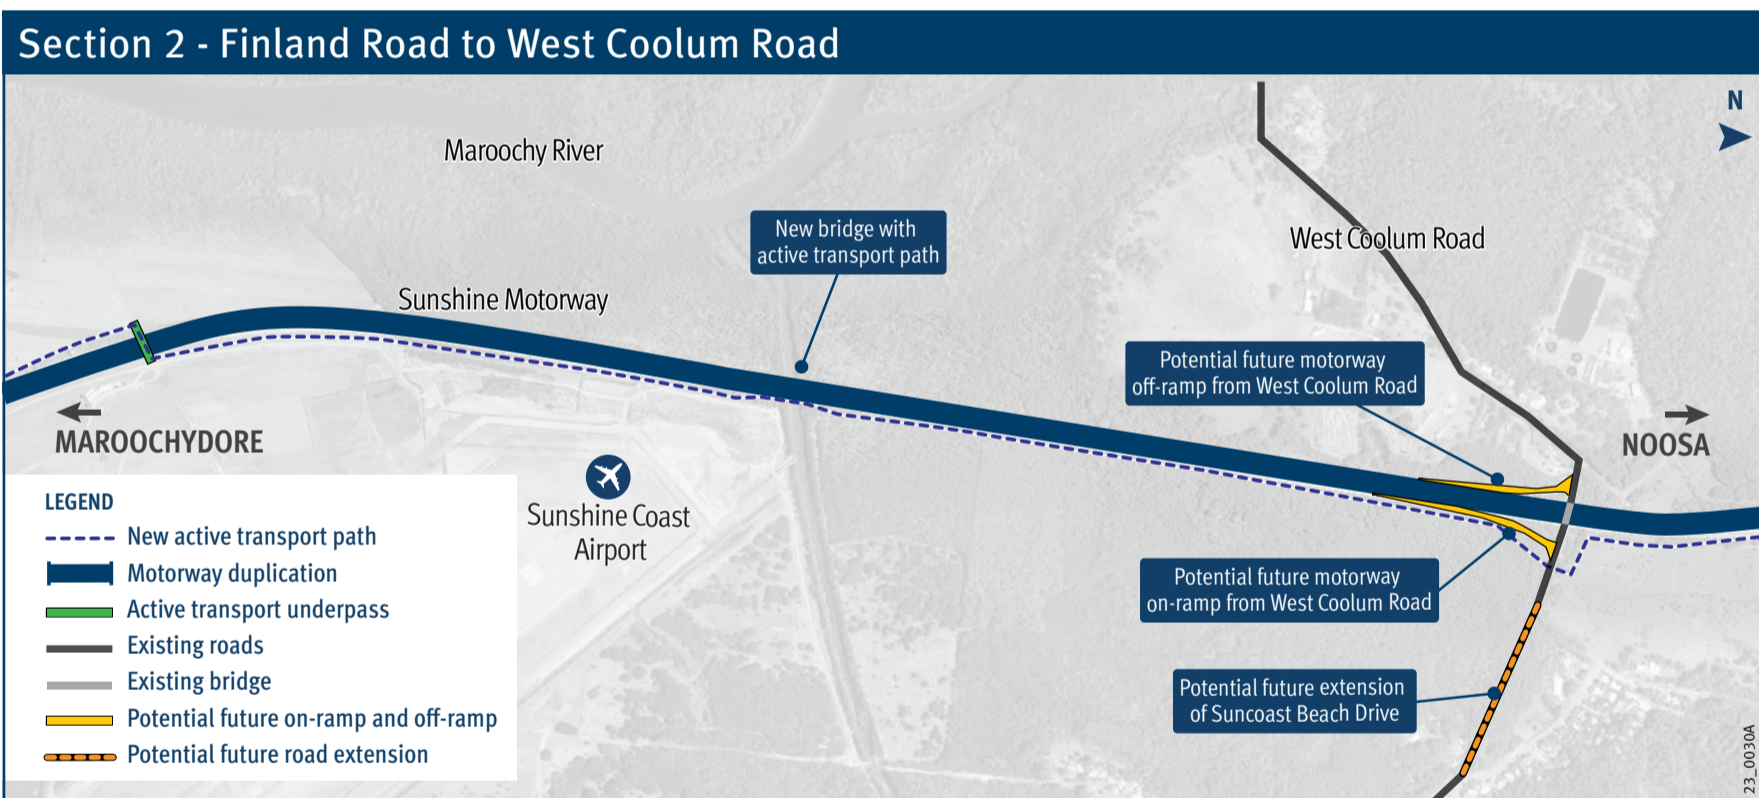 Section 2 - Finland Road to West Coolum Road
N
Maroochy River
New bridge with
active transport path
West Coolum Road
Sunshine Motorway
Potential future motorway
off-ramp from West Coolum Road
MAROOCHYDORE
NOOSA
Sunshine Coast
Airport
Potential future motorway
on-ramp from West Coolum Road
Potential future extension
of Suncoast Beach Drive
LEGEND
New active transport path
Motorway duplication
Active transport underpass
Existing roads
Existing bridge
Potential future on-ramp and off-ramp
Potential future road extension
23_0030A